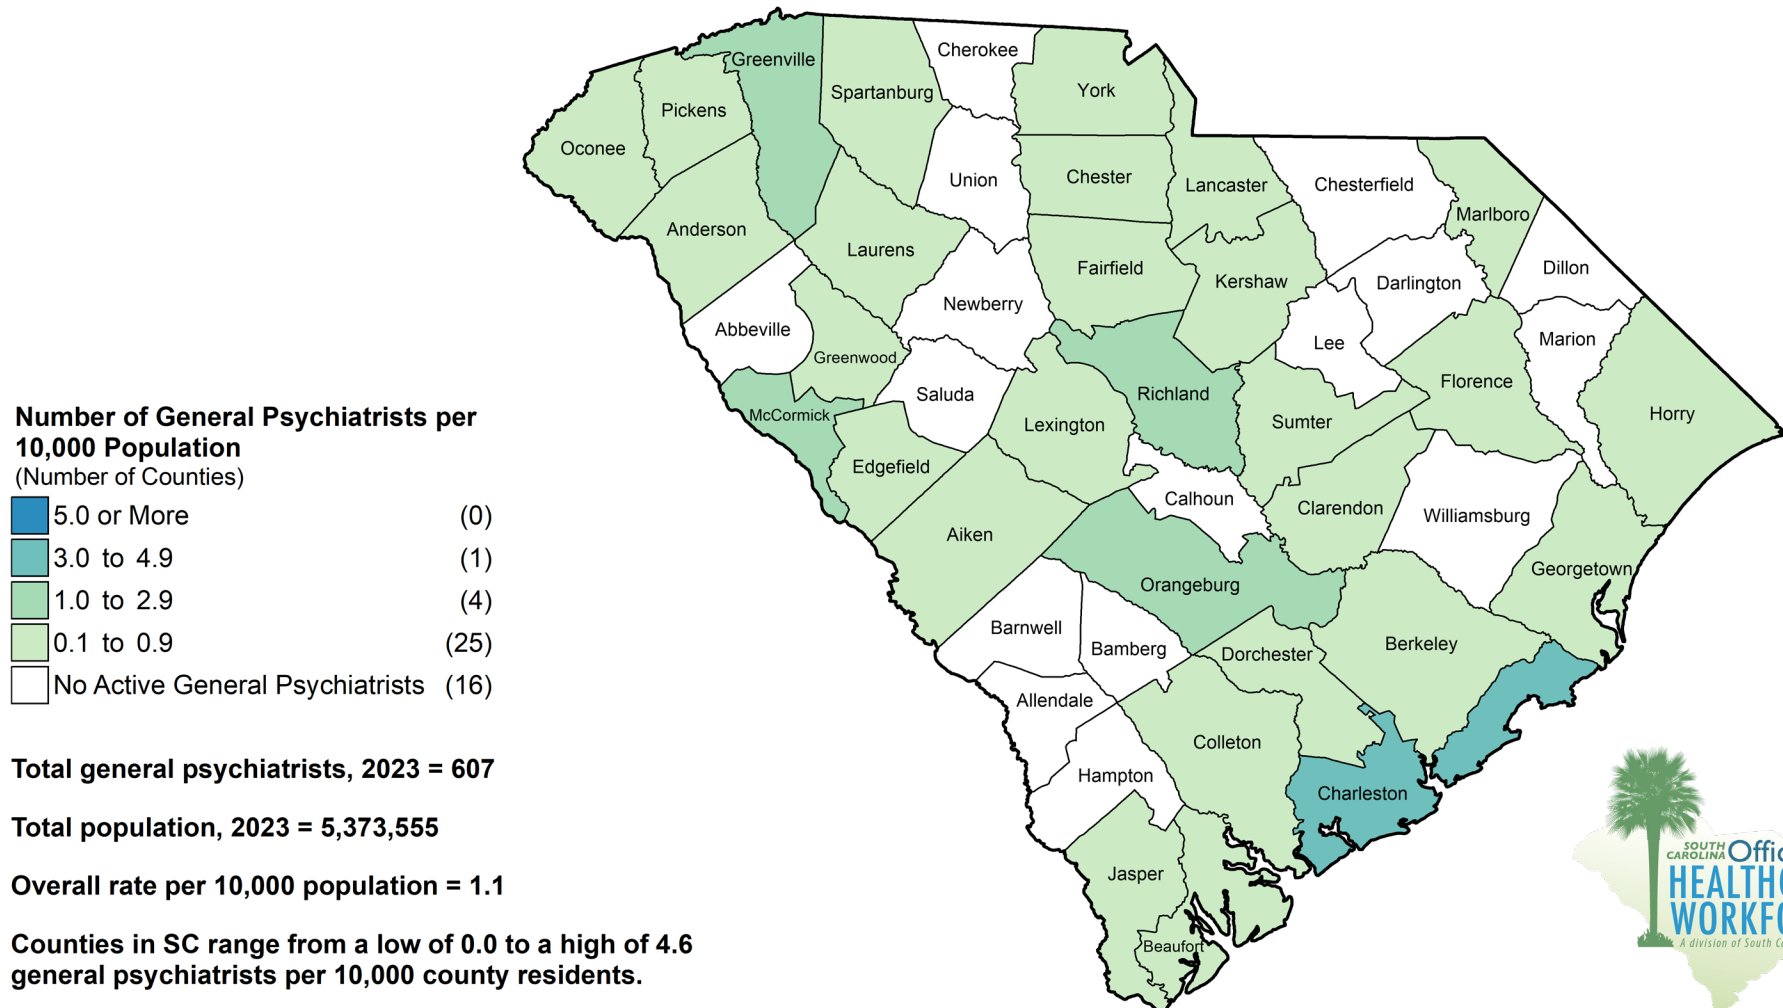 Number of General Psychiatrists per
10,000 Population
(Number of Counties)
5.0 or More (0)
3.0 to 4.9 (1)
1.0 to 2.9 (4)
0.1 to 0.9 (25)
No Active General Psychiatrists (16)
Total general psychiatrists, 2023 = 607
Total population, 2023 = 5,373,555
Overall rate per 10,000 population = 1.1
Counties in SC range from a low of 0.0 to a high of 4.6
general psychiatrists per 10,000 county residents.
Cherokee
Greenville
York
Spartanburg
Pickens
Oconee
Union
Chester
Lancaster
Chesterfield
Marlboro
Anderson
Laurens
Fairfield
Kershaw
Darlington
Dillon
Newberry
Abbeville
Greenwood
Lee
Marion
Saluda
Richland
Florence
McCormick
Lexington
Sumter
Horry
Edgefield
Calhoun
Clarendon
Williamsburg
Aiken
Orangeburg
Georgetown
Barnwell
Bamberg
Dorchester
Berkeley
Allendale
Colleton
Hampton
Charleston
Jasper
Beaufort
SOUTH
CAROLINA
A division of South